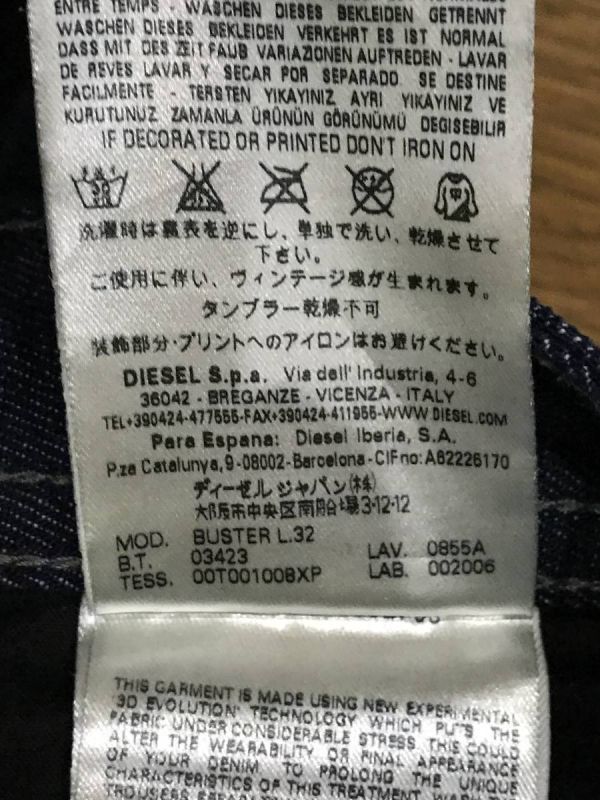 ENTRE TEMPS - WASCHEN DIESES BEKLEIDEN GETRENNT
WASCHEN DIESES BEKLEIDEN VERKEHRT ES IST NORMAL
DASS MIT DES ZEIT FAUB VARIAZIONEN AUFTREDEN - LAVAR
DE REVES LAVAR Y SECAR POR SEPARADO. SE DESTINE
FACILMENTE - TERSTEN YIKAYINIZ AYRI YIKAYINIZ VE
KURUTUNUZ ZAMANLA ÜRÜNÜN GÖRÜNÜMÜ DEGISEBILIR
IF DECORATED OR PRINTED DON'T IRON ON
洗濯時は裏表を逆にし、単独で洗い、乾燥させて
下さい。
ご使用に伴い、ヴィンテージ感が生まれます。
タンブラー乾燥不可
装飾部分・プリントへのアイロンはお避けください。
DIESEL S.p.a. Via dell' Industria, 4-6
36042 - BREGANZE - VICENZA - ITALY
TEL+390424-477555-FAX+390424-411955-WWW.DIESEL.COM
Para Espana: Diesel Iberia, S.A.
P.za Catalunya,9-08002-Barcelona-CIF no: A62226170
ディーゼル ジャパン(株)
大阪市中央区南船場3-12-12
MOD. BUSTER L.32
B.T. 03423 LAV. 0855A
TESS. 00T001008XP LAB. 002006
THIS GARMENT IS MADE USING NEW EXPERIMENTAL
'3D EVOLUTION' TECHNOLOGY WHICH PUTS THE
FABRIC UNDER CONSIDERABLE STRESS. THIS COULD
ALTER THE WEARABILITY OR FINAL APPEARANCE
OF YOUR DENIM. TO PROLONG THE UNIQUE
CHARACTERISTICS OF THIS TREATMENT, WASH